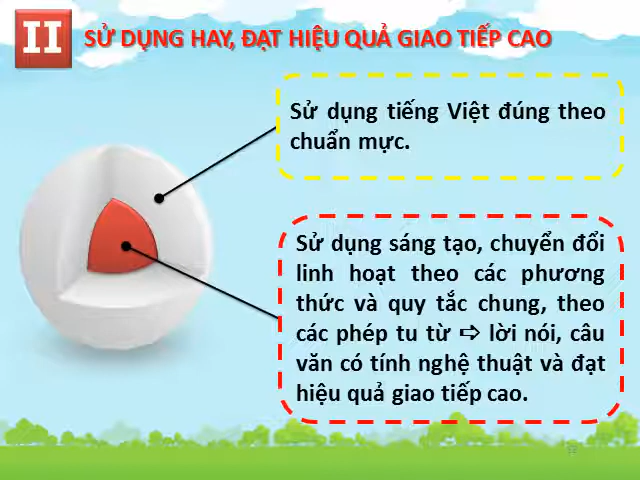 II
SỬ DỤNG HAY, ĐẠT HIỆU QUẢ GIAO TIẾP CAO
Sử dụng tiếng Việt đúng theo
chuẩn mực.
Sử dụng sáng tạo, chuyển đổi
linh hoạt theo các phương
thức và quy tắc chung, theo
các phép tu từ ⇨ lời nói, câu
văn có tính nghệ thuật và đạt
hiệu quả giao tiếp cao.